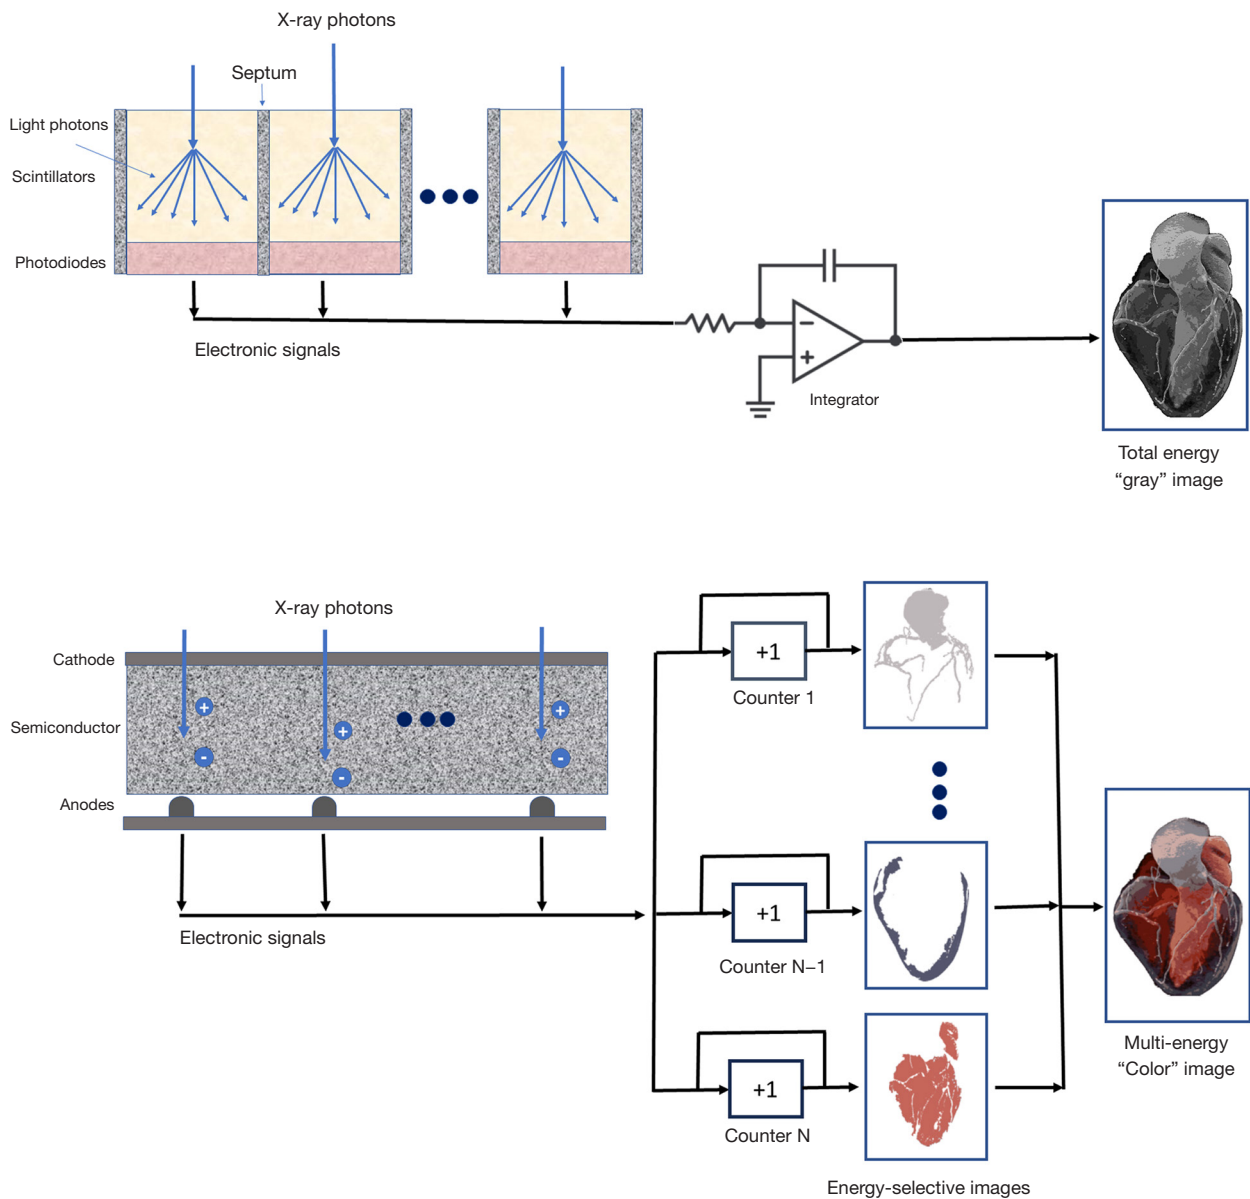 X-ray photons
Septum
Light photons
Scintillators
Photodiodes
Electronic signals
−
+
Integrator
Total energy
“gray” image
X-ray photons
Cathode
Semiconductor
Anodes
+
-
+
-
+
-
Electronic signals
+1
Counter 1
+1
Counter N−1
+1
Counter N
Energy-selective images
Multi-energy
“Color” image